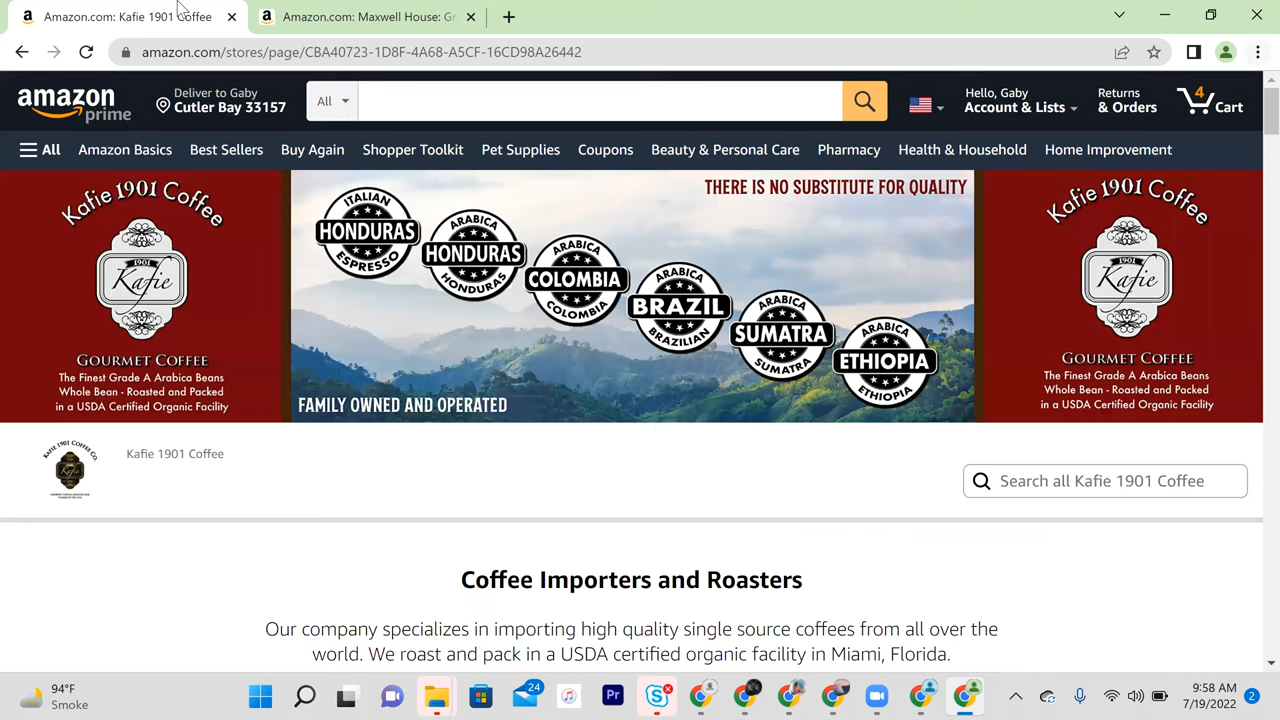 Amazon.com: Kafie 1901 Coffee
Amazon.com: Maxwell House: Gr
amazon.com/stores/page/CBA40723-1D8F-4A68-A5CF-16CD98A26442
amazon prime
Deliver to Gaby
Cutler Bay 33157
All
Hello, Gaby
Account & Lists
Returns
& Orders
4
Cart
All Amazon Basics Best Sellers Buy Again Shopper Toolkit Pet Supplies Coupons Beauty & Personal Care Pharmacy Health & Household Home Improvement
Kafie 1901 Coffee
1901
Kafie
GOURMET COFFEE
The Finest Grade A Arabica Beans
Whole Bean - Roasted and Packed
in a USDA Certified Organic Facility
THERE IS NO SUBSTITUTE FOR QUALITY
ITALIAN
HONDURAS
ESPRESSO
ARABICA
HONDURAS
HONDURAS
ARABICA
COLOMBIA
COLOMBIA
ARABICA
BRAZIL
BRAZILIAN
ARABICA
SUMATRA
SUMATRA
ARABICA
ETHIOPIA
ETHIOPIA
FAMILY OWNED AND OPERATED
Kafie 1901 Coffee
1901
Kafie
GOURMET COFFEE
The Finest Grade A Arabica Beans
Whole Bean - Roasted and Packed
in a USDA Certified Organic Facility
KAFIE 1901 COFFEE CO.
Kafie
Kafie 1901 Coffee
Search all Kafie 1901 Coffee
Coffee Importers and Roasters
Our company specializes in importing high quality single source coffees from all over the
world. We roast and pack in a USDA certified organic facility in Miami, Florida.
94°F
Smoke
24
Pr
9:58 AM
7/19/2022
2